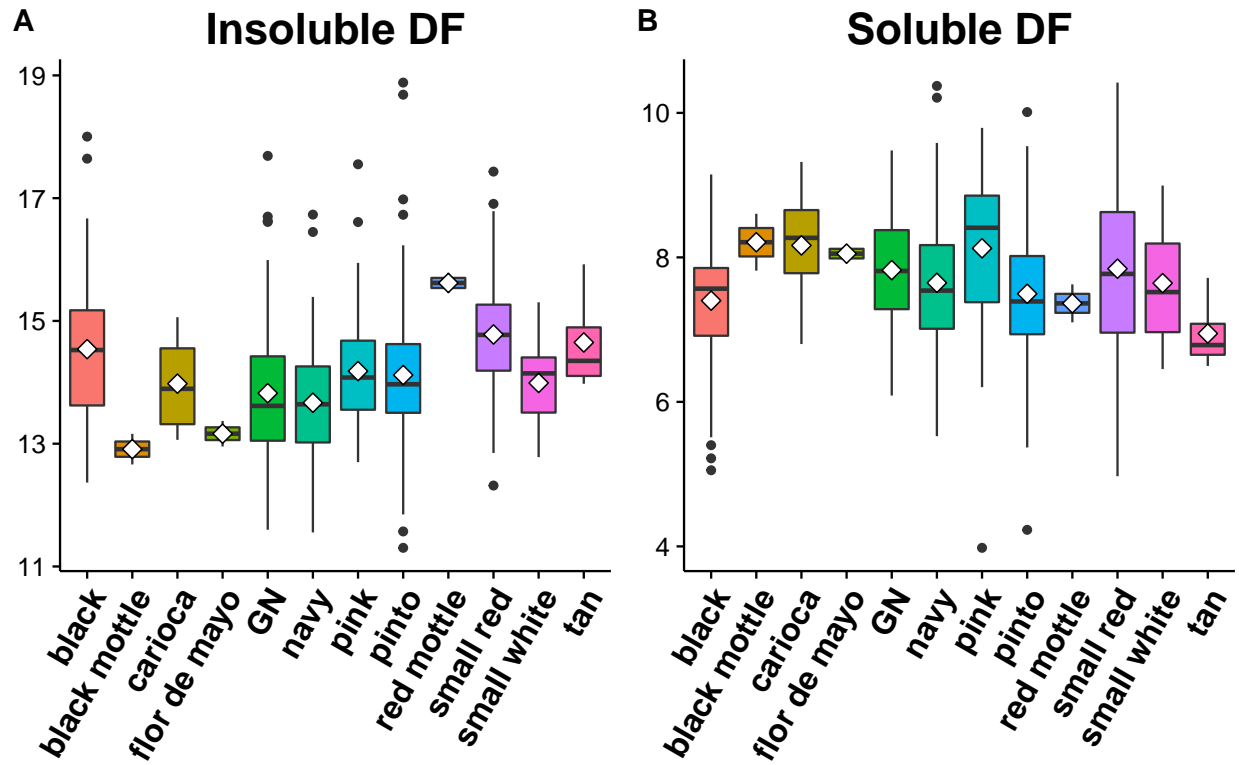 A
Insoluble DF
19
17
15
13
11
black
black mottle
carioca
flor de mayo
GN
navy
pink
pinto
red mottle
small red
small white
tan
B
Soluble DF
10
8
6
4
black
black mottle
carioca
flor de mayo
GN
navy
pink
pinto
red mottle
small red
small white
tan